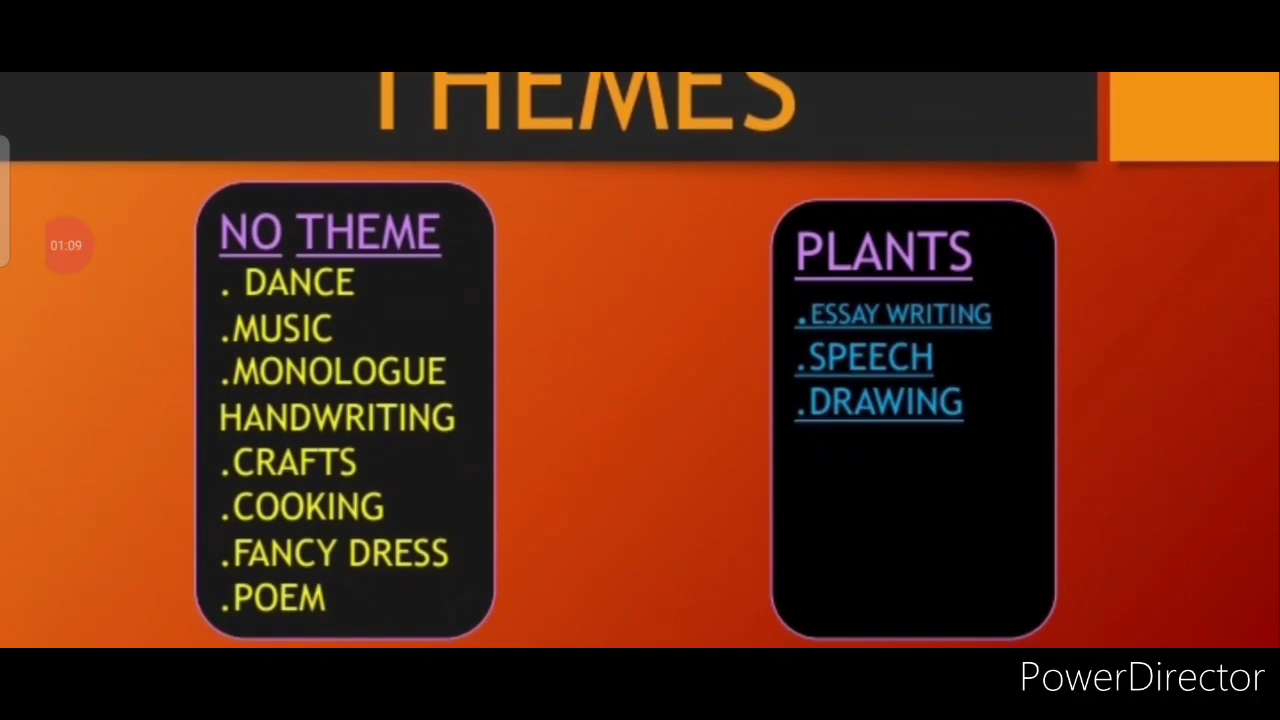 THEMES
01:09
NO THEME
. DANCE
.MUSIC
.MONOLOGUE
HANDWRITING
.CRAFTS
.COOKING
.FANCY DRESS
.POEM
PLANTS
.ESSAY WRITING
.SPEECH
.DRAWING
PowerDirector